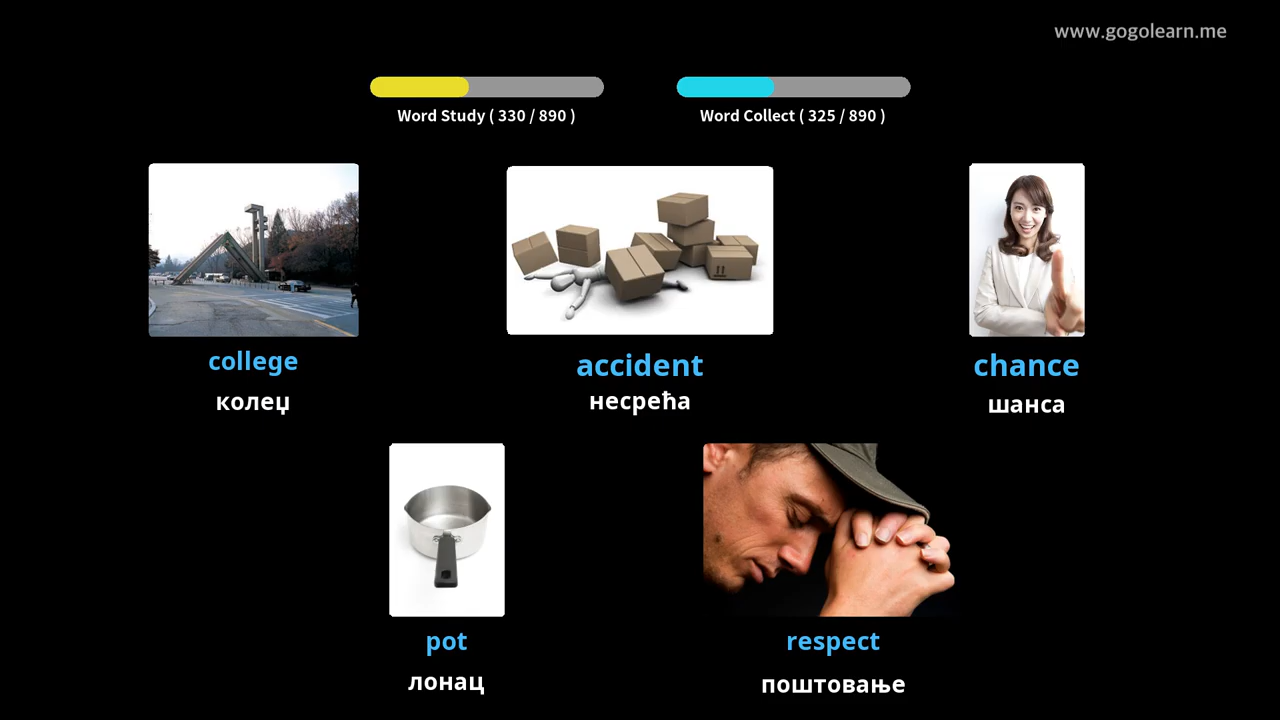 www.gogolearn.me
Word Study ( 330 / 890 )
Word Collect ( 325 / 890 )
college
колеџ
accident
несрећа
chance
шанса
pot
лонац
respect
поштовање